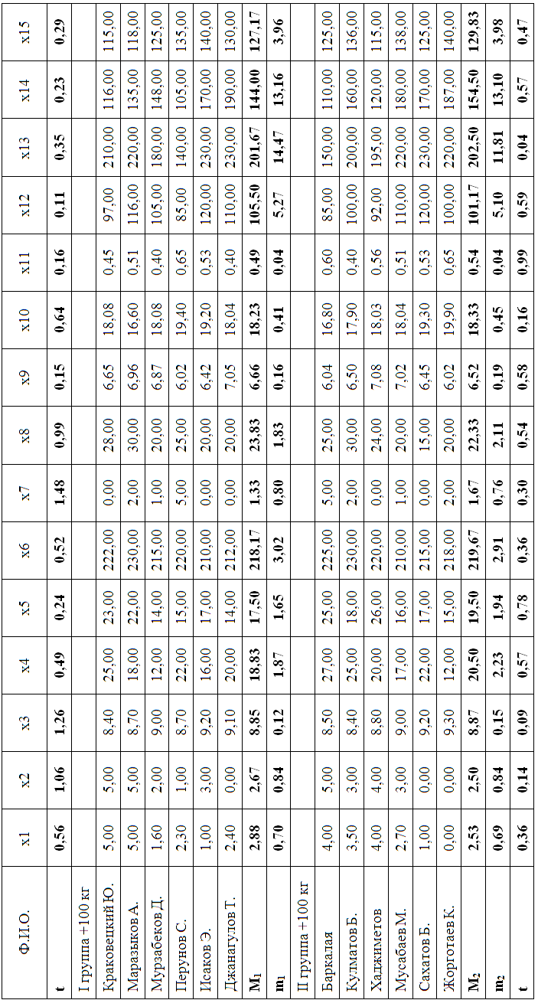 Ф.И.О. х1 х2 х3 х4 х5 х6 х7 х8 х9 х10 х11 х12 х13 х14 х15
t 0,56 1,06 1,26 0,49 0,24 0,52 1,48 0,99 0,15 0,64 0,16 0,11 0,35 0,23 0,29
I группа +100 кг
Краковецкий Ю. 5,00 5,00 8,40 25,00 23,00 222,00 0,00 28,00 6,65 18,08 0,45 97,00 210,00 116,00 115,00
Маразыков А. 5,00 5,00 8,70 18,00 22,00 230,00 2,00 30,00 6,96 16,60 0,51 116,00 220,00 135,00 118,00
Мурзабеков Д. 1,60 2,00 9,00 12,00 14,00 215,00 1,00 20,00 6,87 18,08 0,40 105,00 180,00 148,00 125,00
Перунов С. 2,30 1,00 8,70 22,00 15,00 220,00 5,00 25,00 6,02 19,40 0,65 85,00 140,00 105,00 135,00
Исаков Э. 1,00 3,00 9,20 16,00 17,00 210,00 0,00 20,00 6,42 19,20 0,53 120,00 230,00 170,00 140,00
Джанагулов Т. 2,40 0,00 9,10 20,00 14,00 212,00 0,00 20,00 7,05 18,04 0,40 110,00 230,00 190,00 130,00
М1 2,88 2,67 8,85 18,83 17,50 218,17 1,33 23,83 6,66 18,23 0,49 105,50 201,67 144,00 127,17
m1 0,70 0,84 0,12 1,87 1,65 3,02 0,80 1,83 0,16 0,41 0,04 5,27 14,47 13,16 3,96
II группа +100 кг
Баркалая 4,00 5,00 8,50 27,00 25,00 225,00 5,00 25,00 6,04 16,80 0,60 85,00 150,00 110,00 125,00
Кулматов Б. 3,50 3,00 8,40 25,00 18,00 230,00 2,00 30,00 6,50 17,90 0,40 100,00 200,00 160,00 136,00
Хаджиметов 4,00 4,00 8,80 20,00 26,00 220,00 0,00 24,00 7,08 18,03 0,56 92,00 195,00 120,00 115,00
Мусабаев М. 2,70 3,00 9,00 17,00 16,00 210,00 1,00 20,00 7,02 18,04 0,51 110,00 220,00 180,00 138,00
Сахатов Б. 1,00 0,00 9,20 22,00 17,00 215,00 0,00 15,00 6,45 19,30 0,53 120,00 230,00 170,00 125,00
Жорготаев К. 0,00 0,00 9,30 12,00 15,00 218,00 2,00 20,00 6,02 19,90 0,65 100,00 220,00 187,00 140,00
М2 2,53 2,50 8,87 20,50 19,50 219,67 1,67 22,33 6,52 18,33 0,54 101,17 202,50 154,50 129,83
m2 0,69 0,84 0,15 2,23 1,94 2,91 0,76 2,11 0,19 0,45 0,04 5,10 11,81 13,10 3,98
t 0,36 0,14 0,09 0,57 0,78 0,36 0,30 0,54 0,58 0,16 0,99 0,59 0,04 0,57 0,47